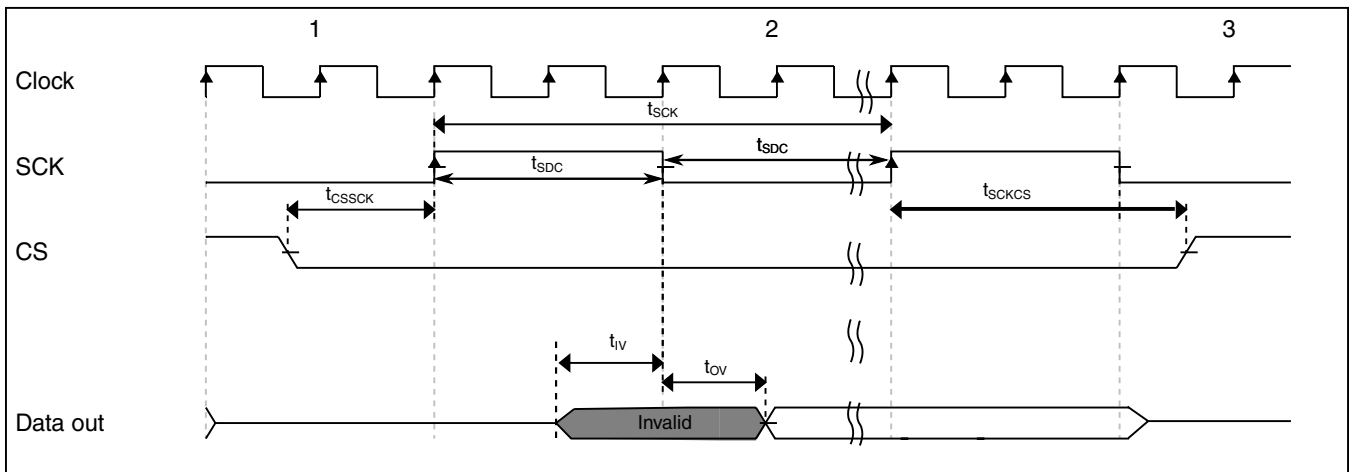 1 2 3
Clock
tSCK
SCK
tSDC
tSDC
tCSSCK
tSCKCS
CS
tIV
tOV
Data out
Invalid